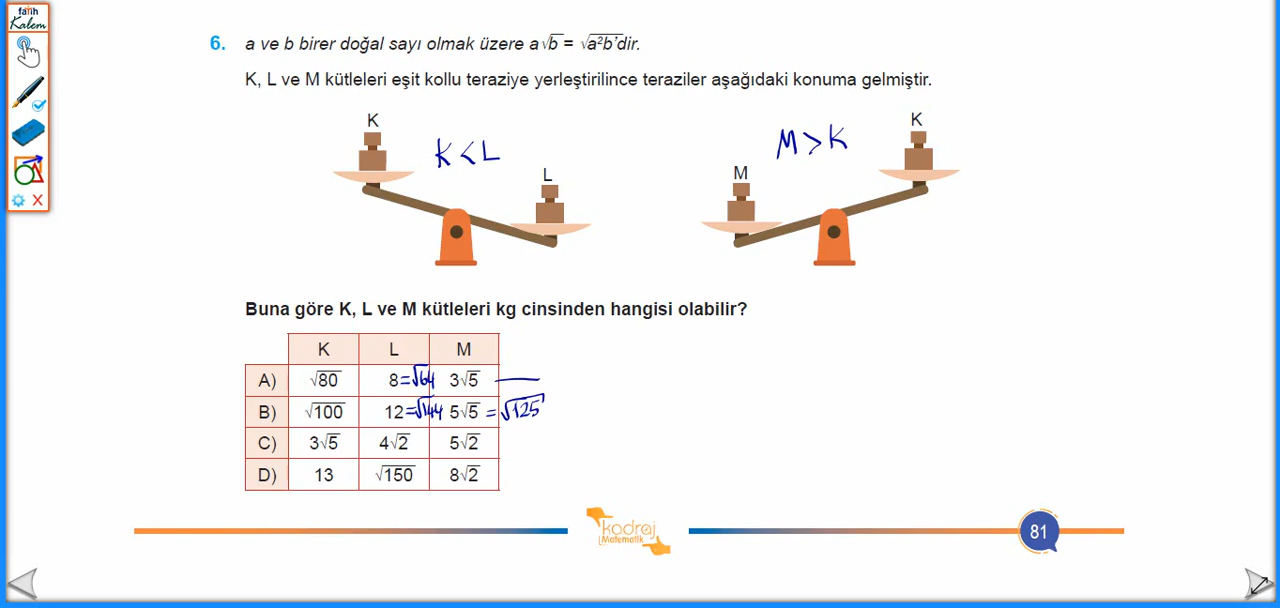 fatih
Kalem
6. a ve b birer doğal sayı olmak üzere a√b = √a²b'dir.
K, L ve M kütleleri eşit kollu teraziye yerleştirilince teraziler aşağıdaki konuma gelmiştir.
K
K < L
L
M > K
K
M
Buna göre K, L ve M kütleleri kg cinsinden hangisi olabilir?
K L M
A) √80 8 = √64 3√5 —
B) √100 12 = √144 5√5 = √125
C) 3√5 4√2 5√2
D) 13 √150 8√2
kodraj
Matematik
81